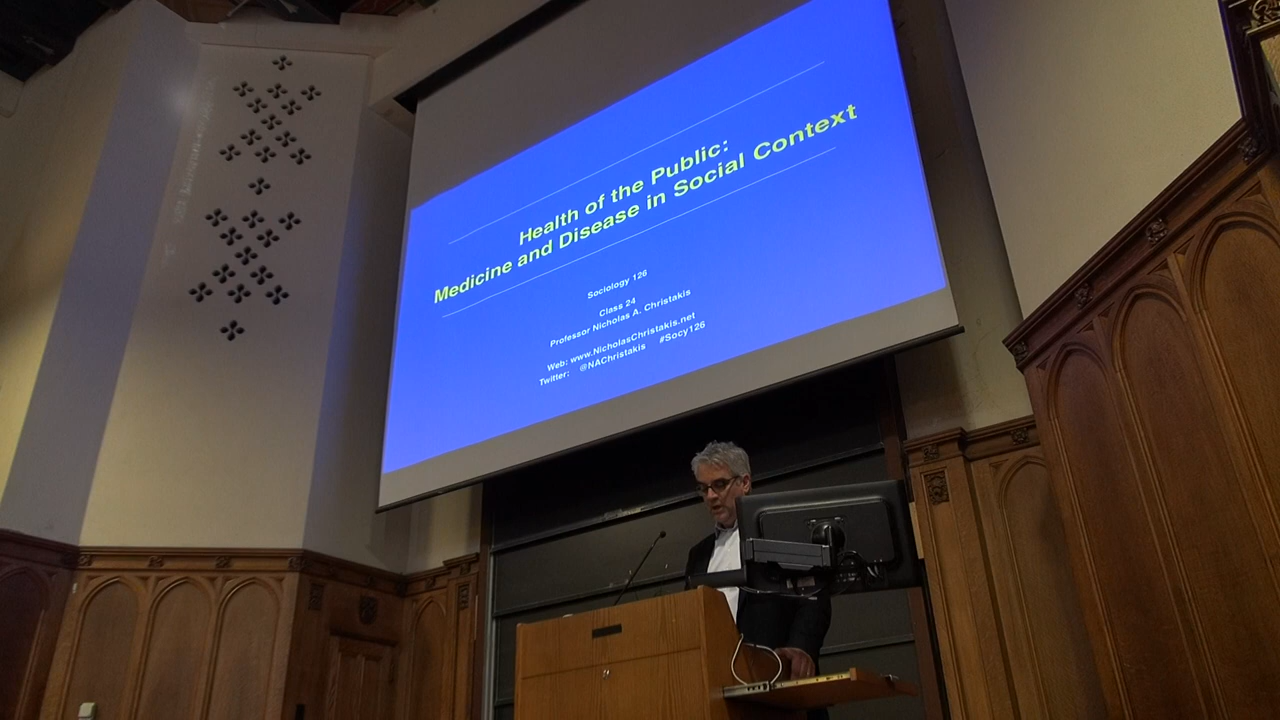 Health of the Public:
Medicine and Disease in Social Context
Sociology 126
Class 24
Professor Nicholas A. Christakis
Web: www.NicholasChristakis.net
Twitter: @NAChristakis #Socy126